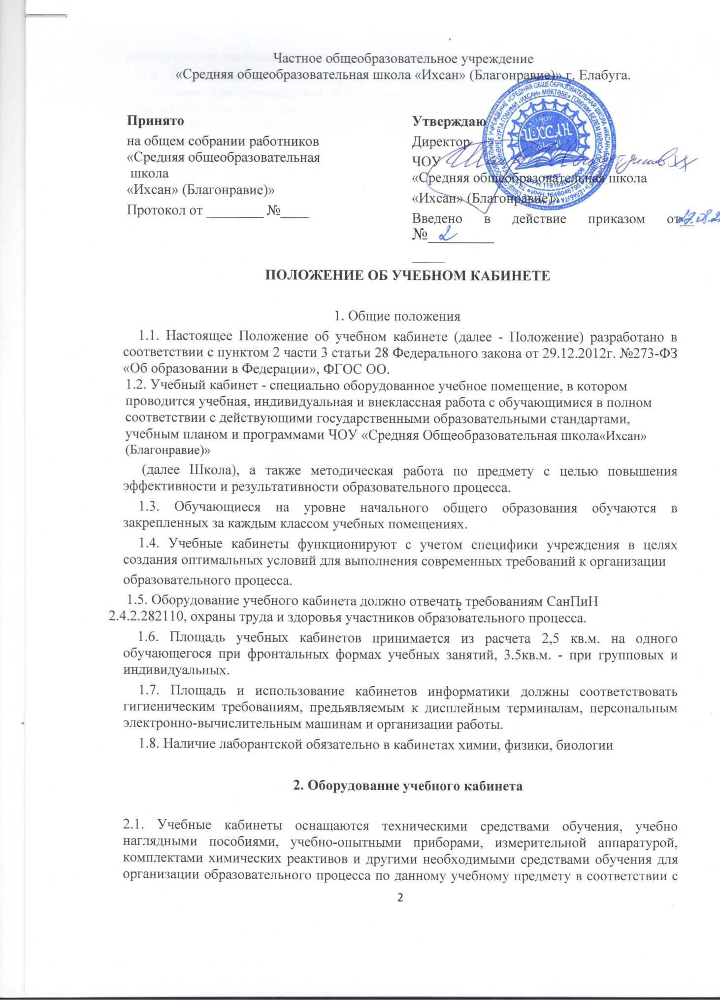 Частное общеобразовательное учреждение
«Средняя общеобразовательная школа «Ихсан» (Благонравие)» г. Елабуга.
Принято
на общем собрании работников
«Средняя общеобразовательная
школа
«Ихсан» (Благонравие)»
Протокол от ________ №____
Утверждаю
Директор
ЧОУ
«Средняя общеобразовательная школа
«Ихсан» (Благонравие)»
Введено в действие приказом от__ 27.08.2
№ 2
ЧОУ
ИХСАН
ИНН 1646046795
ПОЛОЖЕНИЕ ОБ УЧЕБНОМ КАБИНЕТЕ
1. Общие положения
1.1. Настоящее Положение об учебном кабинете (далее - Положение) разработано в
соответствии с пунктом 2 части 3 статьи 28 Федерального закона от 29.12.2012г. №273-ФЗ
«Об образовании в Федерации», ФГОС ОО.
1.2. Учебный кабинет - специально оборудованное учебное помещение, в котором
проводится учебная, индивидуальная и внеклассная работа с обучающимися в полном
соответствии с действующими государственными образовательными стандартами,
учебным планом и программами ЧОУ «Средняя Общеобразовательная школа«Ихсан»
(Благонравие)»
(далее Школа), а также методическая работа по предмету с целью повышения
эффективности и результативности образовательного процесса.
1.3. Обучающиеся на уровне начального общего образования обучаются в
закрепленных за каждым классом учебных помещениях.
1.4. Учебные кабинеты функционируют с учетом специфики учреждения в целях
создания оптимальных условий для выполнения современных требований к организации
образовательного процесса.
1.5. Оборудование учебного кабинета должно отвечать требованиям СанПиН
2.4.2.282110, охраны труда и здоровья участников образовательного процесса.
1.6. Площадь учебных кабинетов принимается из расчета 2,5 кв.м. на одного
обучающегося при фронтальных формах учебных занятий, 3.5кв.м. - при групповых и
индивидуальных.
1.7. Площадь и использование кабинетов информатики должны соответствовать
гигиеническим требованиям, предьявляемым к дисплейным терминалам, персональным
электронно-вычислительным машинам и организации работы.
1.8. Наличие лаборантской обязательно в кабинетах химии, физики, биологии
2. Оборудование учебного кабинета
2.1. Учебные кабинеты оснащаются техническими средствами обучения, учебно
наглядными пособиями, учебно-опытными приборами, измерительной аппаратурой,
комплектами химических реактивов и другими необходимыми средствами обучения для
организации образовательного процесса по данному учебному предмету в соответствии с
2